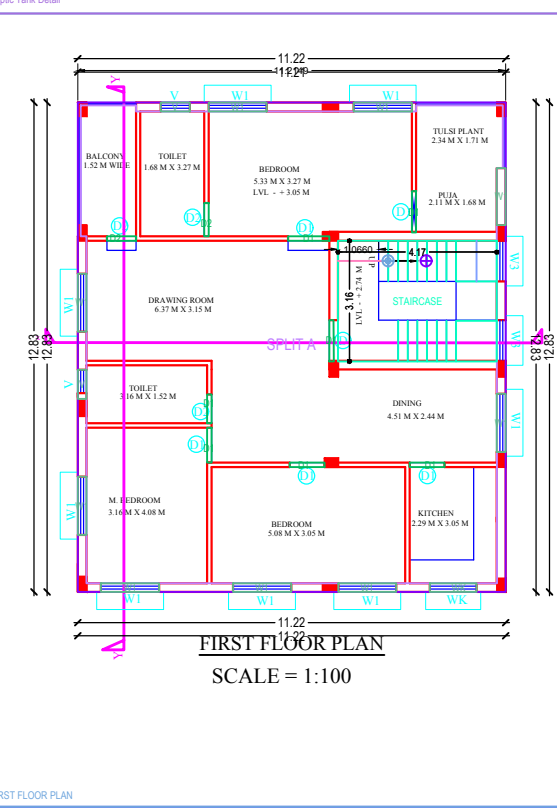 ptic Tank Detail
11.22
Y
V
W1
W1
BALCONY
1.52 M WIDE
TOILET
1.68 M X 3.27 M
BEDROOM
5.33 M X 3.27 M
LVL - + 3.05 M
TULSI PLANT
2.34 M X 1.71 M
PUJA
2.11 M X 1.68 M
D2
D1
1.0660
4.17
W3
UP
3.16
LVL - + 2.74 M
STAIRCASE
DRAWING ROOM
6.37 M X 3.15 M
W1
12.83
12.83
SPLIT A
12.83
12.83
V
TOILET
3.16 M X 1.52 M
DINING
4.51 M X 2.44 M
W1
D1
D1
D1
M. BEDROOM
3.16 M X 4.08 M
W1
BEDROOM
5.08 M X 3.05 M
KITCHEN
2.29 M X 3.05 M
W1
W1
W1
WK
11.22
11.22
Y
FIRST FLOOR PLAN
SCALE = 1:100
RST FLOOR PLAN